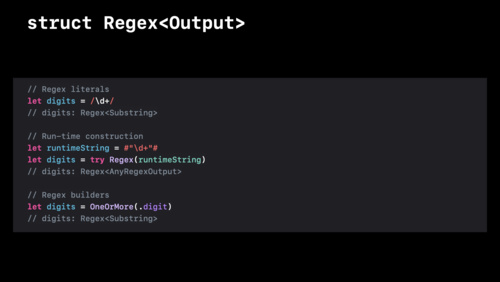 struct Regex<Output>
// Regex literals
let digits = /\d+/
// digits: Regex<Substring>
// Run-time construction
let runtimeString = #"\d+"#
let digits = try Regex(runtimeString)
// digits: Regex<AnyRegexOutput>
// Regex builders
let digits = OneOrMore(.digit)
// digits: Regex<Substring>